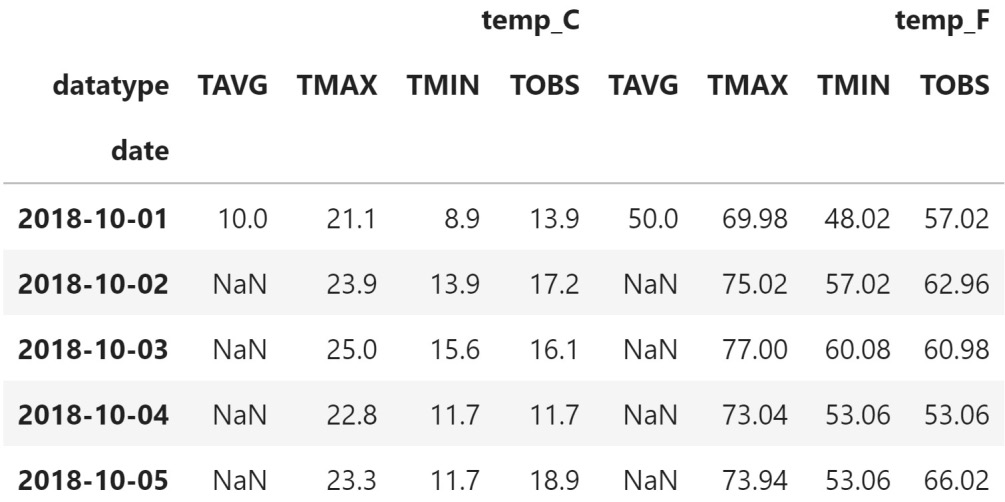 temp_C temp_F
datatype TAVG TMAX TMIN TOBS TAVG TMAX TMIN TOBS
date
2018-10-01 10.0 21.1 8.9 13.9 50.0 69.98 48.02 57.02
2018-10-02 NaN 23.9 13.9 17.2 NaN 75.02 57.02 62.96
2018-10-03 NaN 25.0 15.6 16.1 NaN 77.00 60.08 60.98
2018-10-04 NaN 22.8 11.7 11.7 NaN 73.04 53.06 53.06
2018-10-05 NaN 23.3 11.7 18.9 NaN 73.94 53.06 66.02